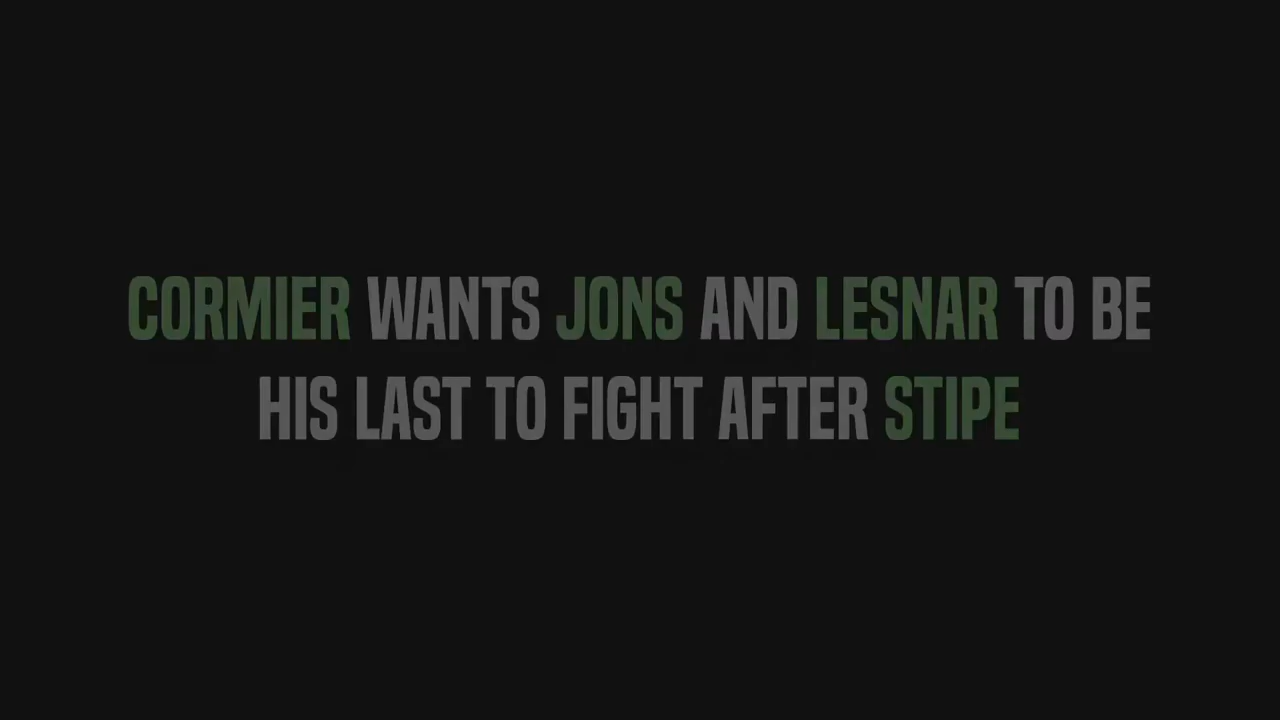 CORMIER WANTS JONS AND LESNAR TO BE
HIS LAST TO FIGHT AFTER STIPE